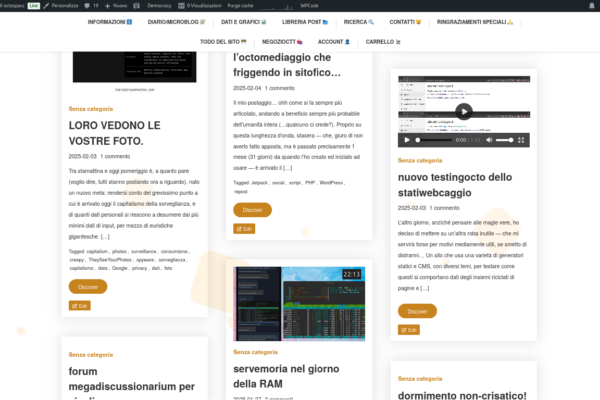 Live Personalizza 19 Nuovo Democracy 0 Visualizzazioni Purge cache WPCode
INFORMAZIONI DIARIO/MICROBLOG DATI E GRAFICI LIBRERIA POST RICERCA CONTATTI RINGRAZIAMENTI SPECIALI
TODO DEL SITO NEGOZIOCTT ACCOUNT CARRELLO
THEYSEEYOURPHOTOS.COM
Senza categoria
LORO VEDONO LE
VOSTRE FOTO.
2025-02-03 1 commento
Tra stamattina e oggi pomeriggio è, a quanto pare
(voglio dire, tutti stanno postando ora a riguardo), nato
un nuovo meta: rendersi conto del grevissimo punto a
cui è arrivato oggi il capitalismo della sorveglianza, e
di quanti dati personali si riescono a desumere dai più
minimi dati di input, per mezzo di euristiche
gigantesche. […]
Tagged capitalism , photos , surveillance , consumismo ,
creepy , TheySeeYourPhotos , spyware , sorveglianza ,
capitalismo , data , Google , privacy , dati , foto
Discover
Edit
Senza categoria
forum
megadiscussionarium per
l'octomediaggio che
friggendo in sitofico…
2025-02-04 1 commento
Il mio postaggio… ohh come si fa sempre più
articolato, andando a beneficio sempre più probabile
dell'umanità intera (…qualcuno ci crede?). Proprio su
questa lunghezza d'onda, stasera — che, giuro di non
averlo fatto apposta, ma è passato precisamente 1
mese (31 giorni) da quando l'ho creato ed iniziato ad
usare — è arrivato il […]
Tagged Jetpack , social , script , PHP , WordPress ,
repost
Discover
Edit
22:13
Senza categoria
servemoria nel giorno
della RAM
2025-01-27 2 commenti
0:00
Senza categoria
nuovo testingocto dello
statiwebcaggio
2025-02-03 1 commento
L'altro giorno, anziché pensare alle magie vere, ho
deciso di mettere su un'altra roba inutile — che mi
servirà forse per motivi mediamente utili, se smetto di
distrarmi… Un sito che usa una varietà di generatori
statici e CMS, con diversi temi, per testare come
questi si comportano dati degli insiemi ricicliati di
pagine e […]
Discover
Edit
Senza categoria
dormimento non-crisatico!